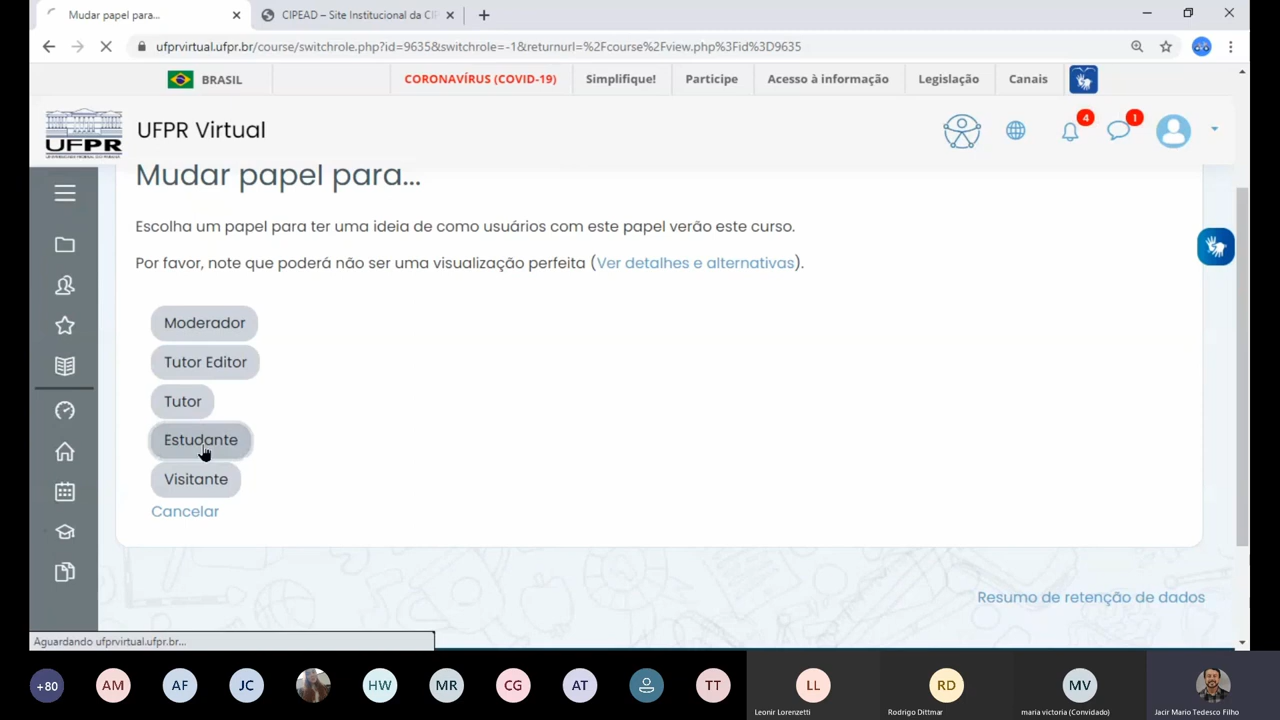 Mudar papel para...
CIPEAD – Site Institucional da CI
ufprvirtual.ufpr.br/course/switchrole.php?id=9635&switchrole=-1&returnurl=%2Fcourse%2Fview.php%3Fid%3D9635
BRASIL
CORONAVÍRUS (COVID-19)
Simplifique!
Participe
Acesso à informação
Legislação
Canais
UFPR
UFPR Virtual
4
1
Mudar papel para...
Escolha um papel para ter uma ideia de como usuários com este papel verão este curso.
Por favor, note que poderá não ser uma visualização perfeita (Ver detalhes e alternativas).
Moderador
Tutor Editor
Tutor
Estudante
Visitante
Cancelar
Resumo de retenção de dados
Aguardando ufprvirtual.ufpr.br...
+80
AM
AF
JC
HW
MR
CG
AT
TT
LL
RD
MV
Leonir Lorenzetti
Rodrigo Dittmar
maria victoria (Convidado)
Jacir Mario Tedesco Filho